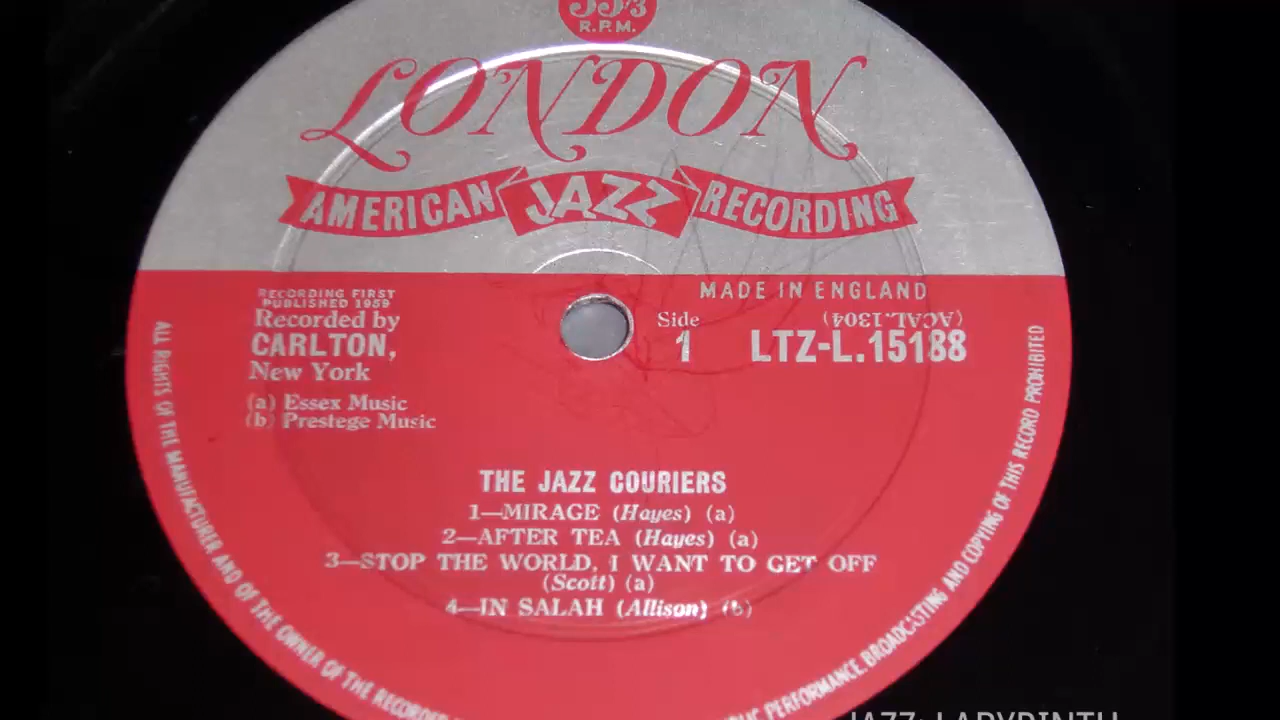 33⅓
R.P.M.
LONDON
AMERICAN JAZZ RECORDING
MADE IN ENGLAND
RECORDING FIRST
PUBLISHED 1959
Recorded by
CARLTON,
New York
(a) Essex Music
(b) Prestege Music
Side
1
(ACAL.1304)
LTZ-L.15188
THE JAZZ COURIERS
1—MIRAGE (Hayes) (a)
2—AFTER TEA (Hayes) (a)
3—STOP THE WORLD, I WANT TO GET OFF
(Scott) (a)
4—IN SALAH (Allison) (b)
ALL RIGHTS OF THE MANUFACTURER AND OF THE OWNER OF THE RECORDED
PERFORMANCE, BROADCASTING AND COPYING OF THIS RECORD PROHIBITED
JAZZ: LABYRINTH